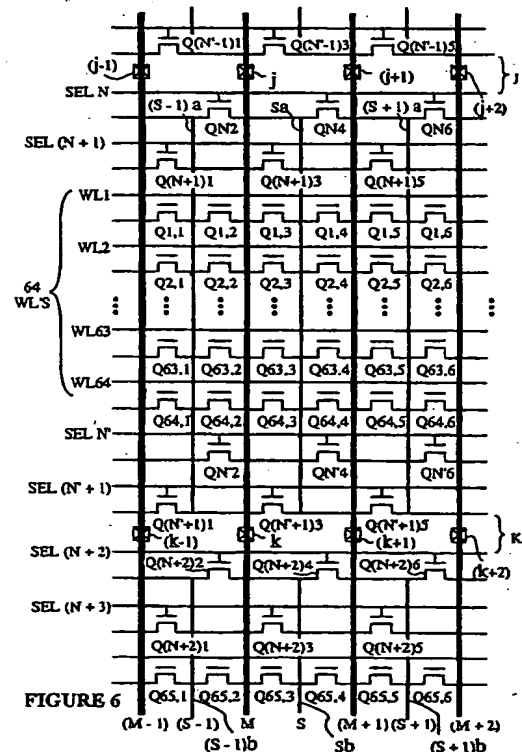 Q(N'-1)1 Q(N'-1)3 Q(N'-1)5
(j-1) j (j+1) (j+2) J
SEL N
(S - 1) a Sa (S + 1) a
QN2 QN4 QN6
SEL (N + 1)
Q(N+1)1 Q(N+1)3 Q(N+1)5
WL1
Q1,1 Q1,2 Q1,3 Q1,4 Q1,5 Q1,6
WL2
Q2,1 Q2,2 Q2,3 Q2,4 Q2,5 Q2,6
64
WL'S
WL63
Q63,1 Q63,2 Q63,3 Q63,4 Q63,5 Q63,6
WL64
Q64,1 Q64,2 Q64,3 Q64,4 Q64,5 Q64,6
SEL N'
QN'2 QN'4 QN'6
SEL (N' + 1)
Q(N'+1)1 Q(N'+1)3 Q(N'+1)5
(k-1) k (k+1) (k+2) K
SEL (N + 2)
Q(N+2)2 Q(N+2)4 Q(N+2)6
SEL (N + 3)
Q(N+2)1 Q(N+2)3 Q(N+2)5
Q65,1 Q65,2 Q65,3 Q65,4 Q65,5 Q65,6
FIGURE 6
(M - 1) (S - 1) M S (M + 1) (S + 1) (M + 2)
(S - 1)b Sb (S + 1)b